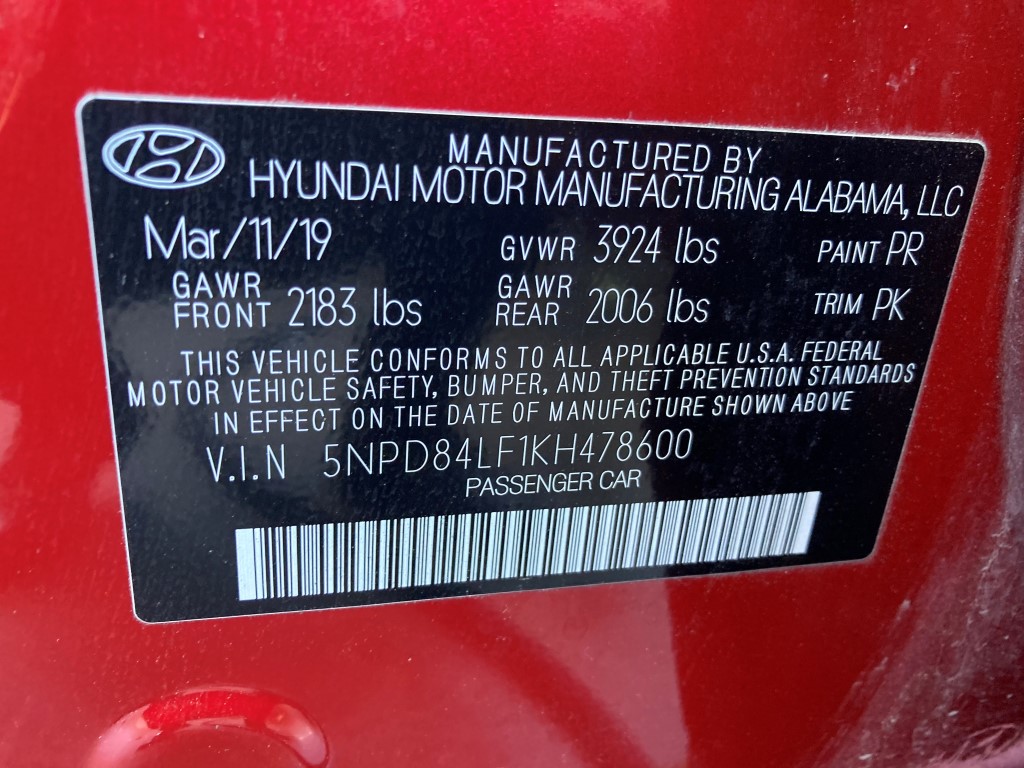 MANUFACTURED BY
HYUNDAI MOTOR MANUFACTURING ALABAMA, LLC
Mar/11/19 GVWR 3924 lbs PAINT PR
GAWR FRONT 2183 lbs GAWR REAR 2006 lbs TRIM PK
THIS VEHICLE CONFORMS TO ALL APPLICABLE U.S.A. FEDERAL
MOTOR VEHICLE SAFETY, BUMPER, AND THEFT PREVENTION STANDARDS
IN EFFECT ON THE DATE OF MANUFACTURE SHOWN ABOVE
V.I.N 5NPD84LF1KH478600
PASSENGER CAR